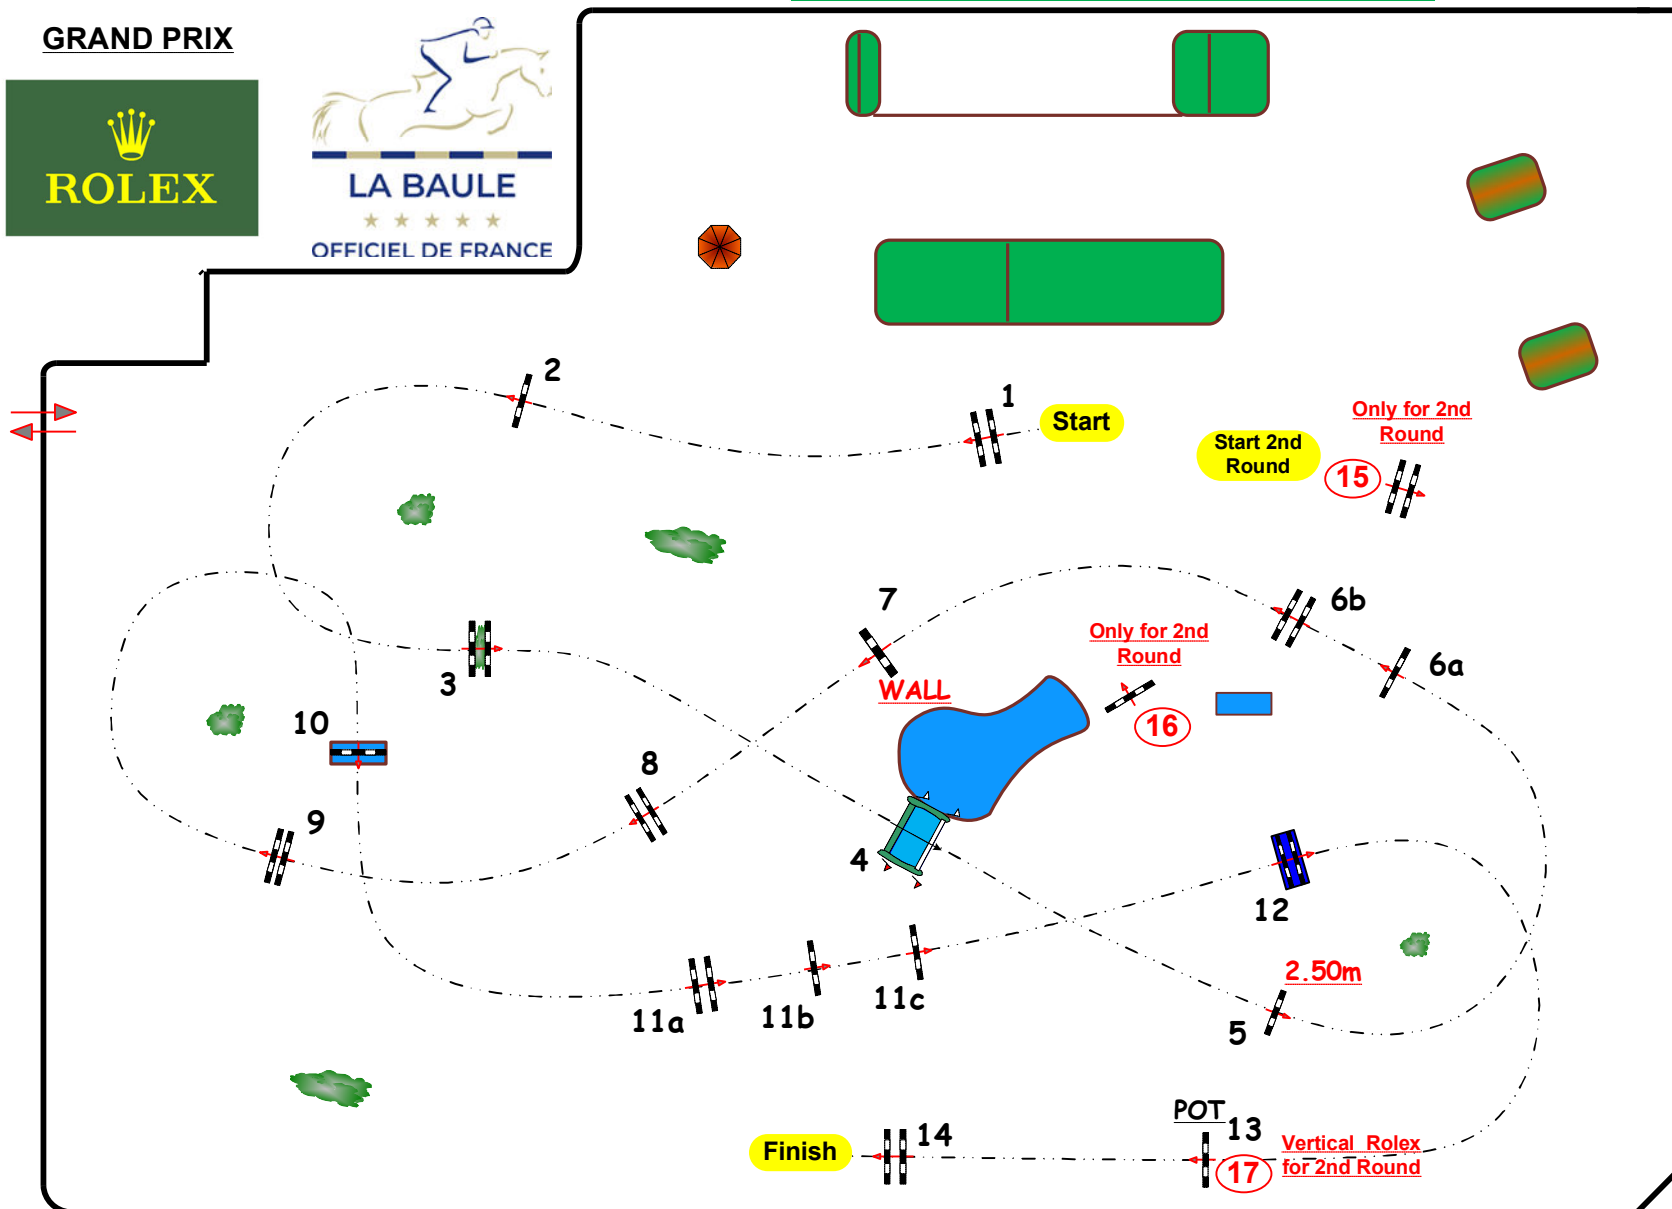 GRAND PRIX
ROLEX
LA BAULE
OFFICIEL DE FRANCE
2
1
Start
Only for 2nd
Round
Start 2nd
Round
15
7
6b
Only for 2nd
Round
6a
3
WALL
16
10
8
9
4
12
2.50m
11a
11b
11c
5
POT
13
14
Finish
Vertical Rolex
for 2nd Round
17